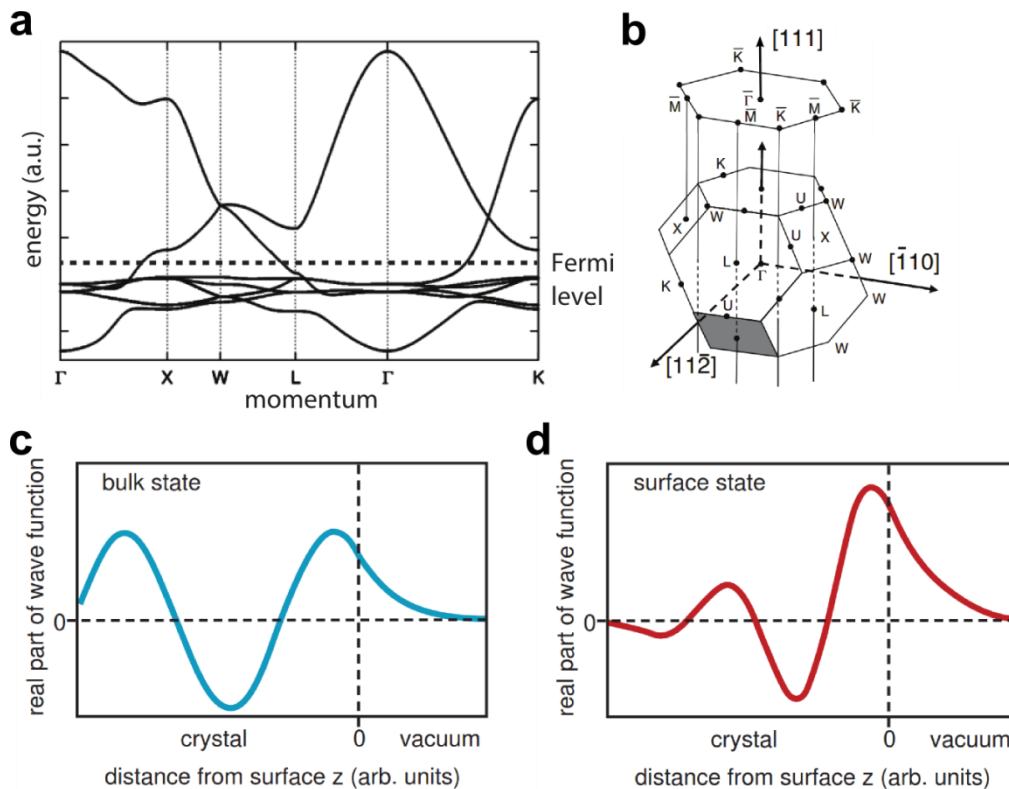 a
energy (a.u.)
Fermi
level
Γ X W L Γ K
momentum
b
[111]
K̅
M̅ Γ̅ M̅ K̅ M̅ K̅
K
U
W W
X U X
W
L Γ
[1̅10]
K W
U L
[112̅] W
c
bulk state
real part of wave function
0
crystal 0 vacuum
distance from surface z (arb. units)
d
surface state
real part of wave function
0
crystal 0 vacuum
distance from surface z (arb. units)